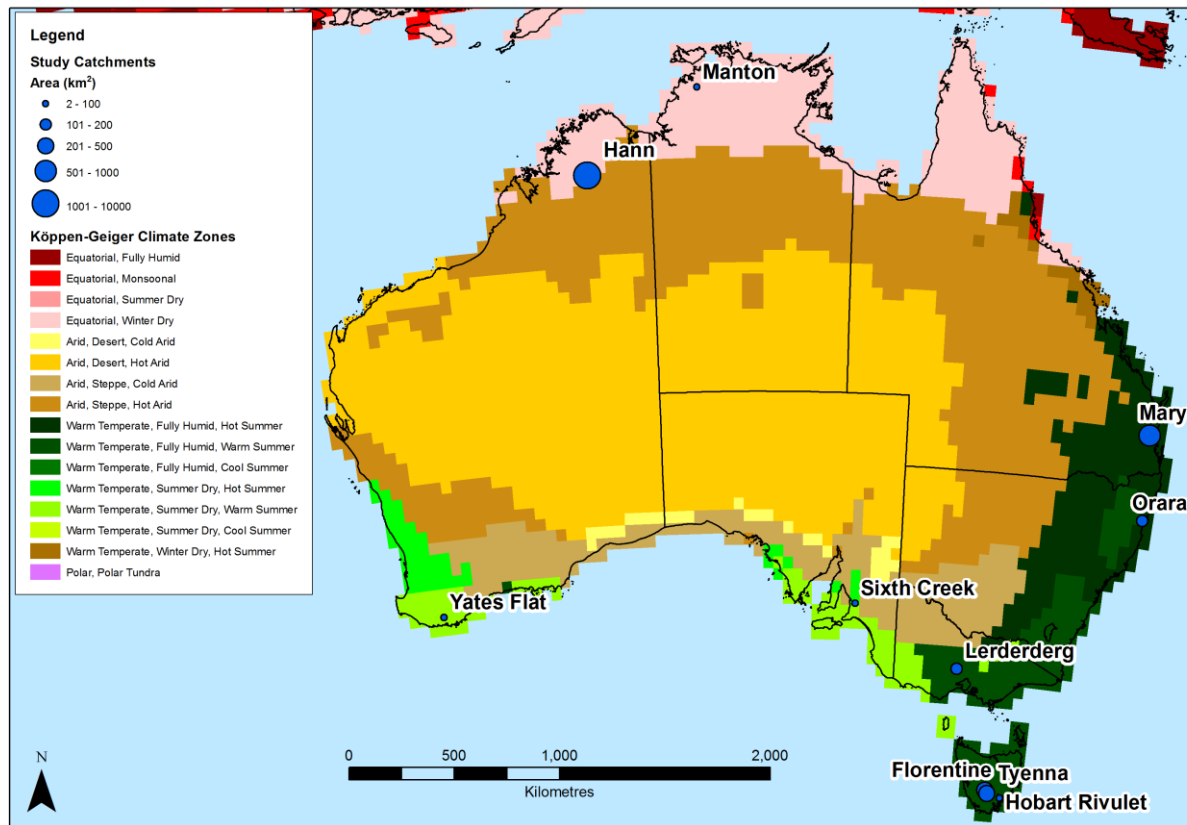 Legend
Study Catchments
Area (km²)
2 - 100
101 - 200
201 - 500
501 - 1000
1001 - 10000
Köppen-Geiger Climate Zones
Equatorial, Fully Humid
Equatorial, Monsoonal
Equatorial, Summer Dry
Equatorial, Winter Dry
Arid, Desert, Cold Arid
Arid, Desert, Hot Arid
Arid, Steppe, Cold Arid
Arid, Steppe, Hot Arid
Warm Temperate, Fully Humid, Hot Summer
Warm Temperate, Fully Humid, Warm Summer
Warm Temperate, Fully Humid, Cool Summer
Warm Temperate, Summer Dry, Hot Summer
Warm Temperate, Summer Dry, Warm Summer
Warm Temperate, Summer Dry, Cool Summer
Warm Temperate, Winter Dry, Hot Summer
Polar, Polar Tundra
Manton
Hann
Mary
Orara
Sixth Creek
Yates Flat
Lerderderg
Florentine Tyenna
Hobart Rivulet
N
0 500 1,000 2,000
Kilometres